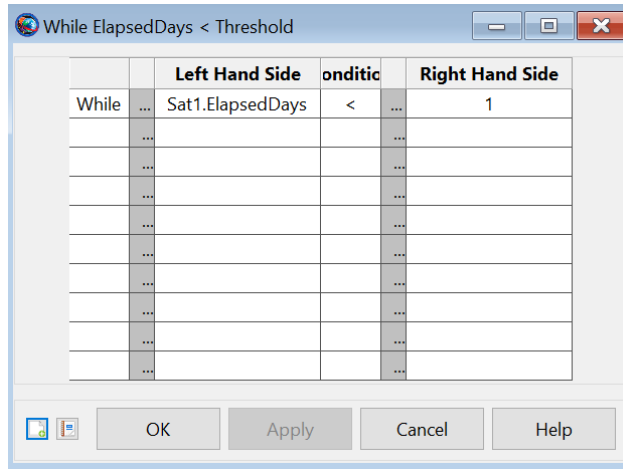 While ElapsedDays < Threshold
Left Hand Side onditic Right Hand Side
While ... Sat1.ElapsedDays < ... 1
... ...
... ...
... ...
... ...
... ...
... ...
... ...
... ...
... ...
OK Apply Cancel Help